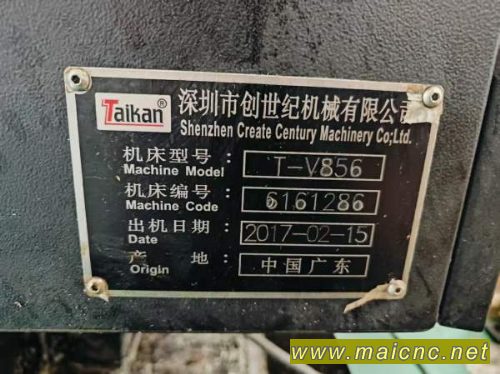 Taikan®
深圳市创世纪机械有限公司
Shenzhen Create Century Machinery Co;Ltd.
机床型号: T-V856
Machine Model
机床编号: 6161286
Machine Code
出机日期: 2017-02-15
Date
产 地: 中国广东
Origin
www.maicnc.net